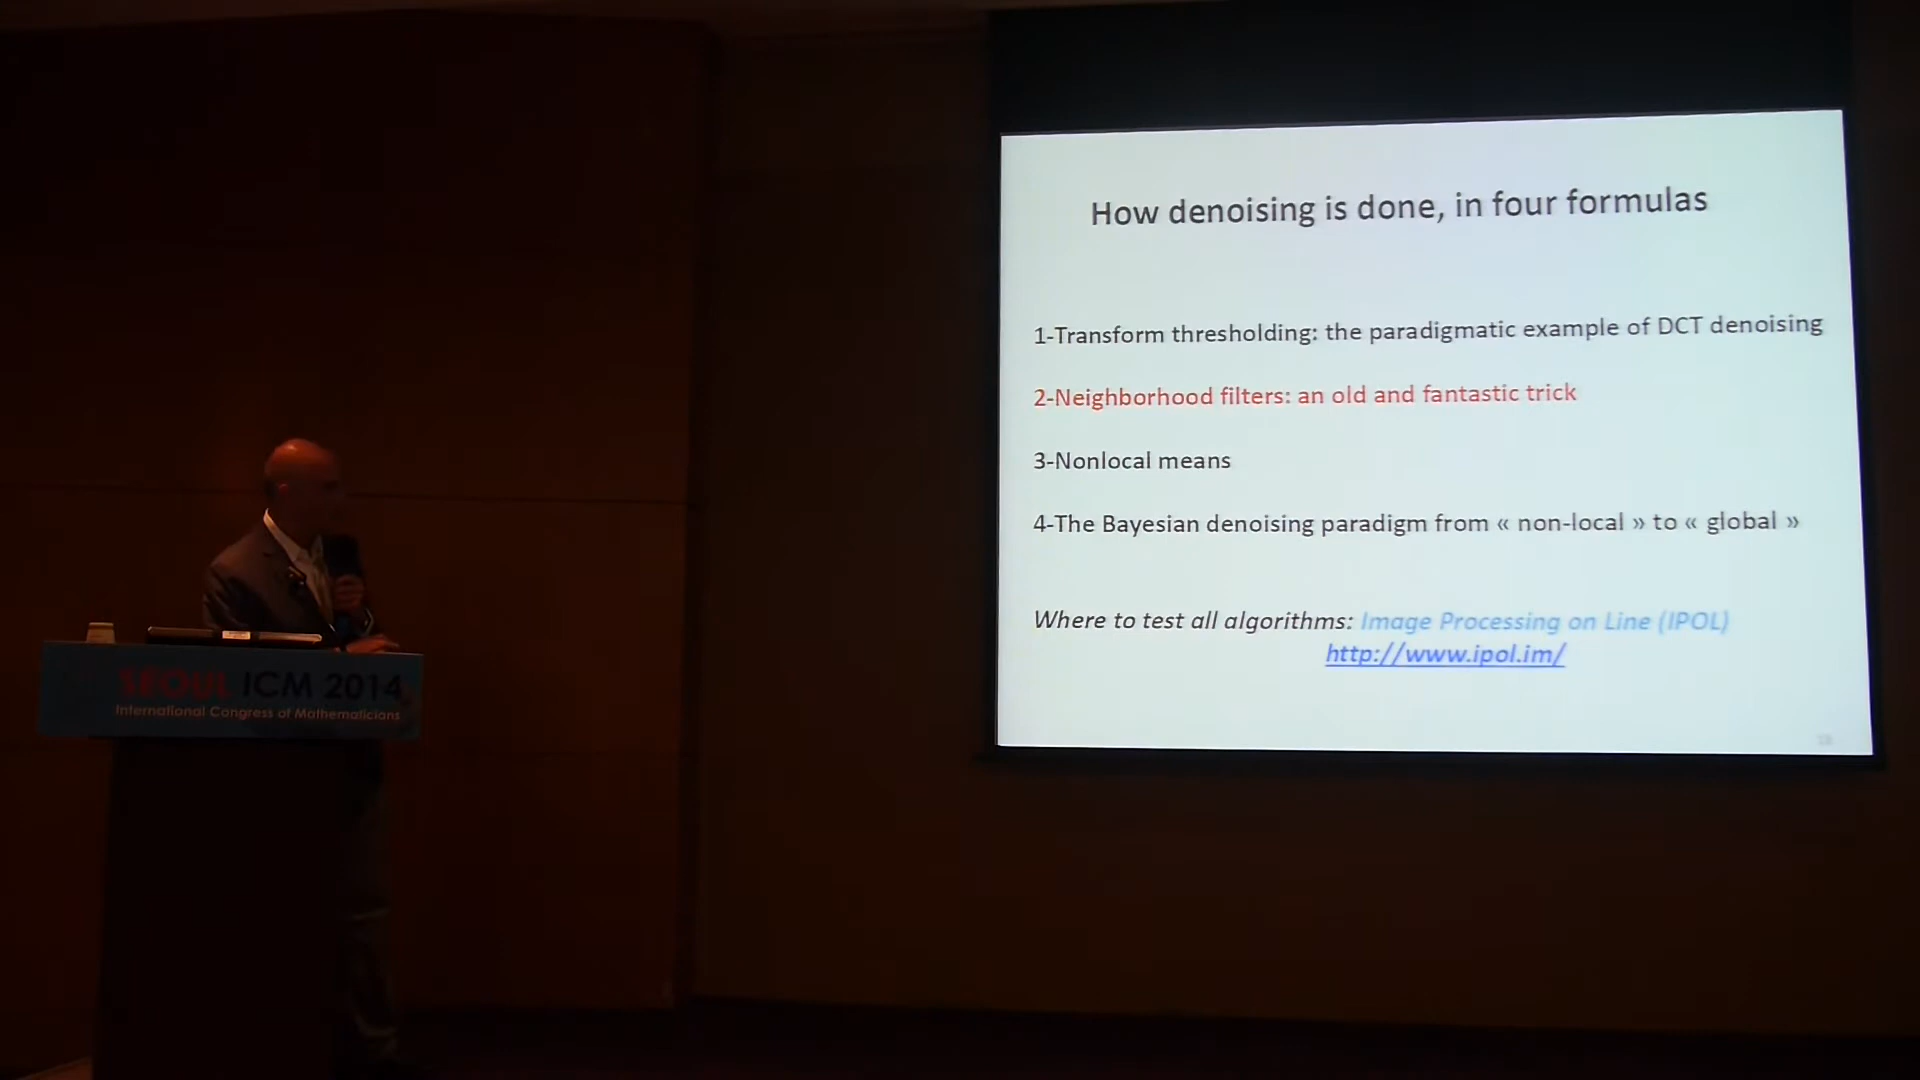 How denoising is done, in four formulas
1-Transform thresholding: the paradigmatic example of DCT denoising
2-Neighborhood filters: an old and fantastic trick
3-Nonlocal means
4-The Bayesian denoising paradigm from « non-local » to « global »
Where to test all algorithms: Image Processing on Line (IPOL)
http://www.ipol.im/
SEOUL ICM 2014
International Congress of Mathematicians